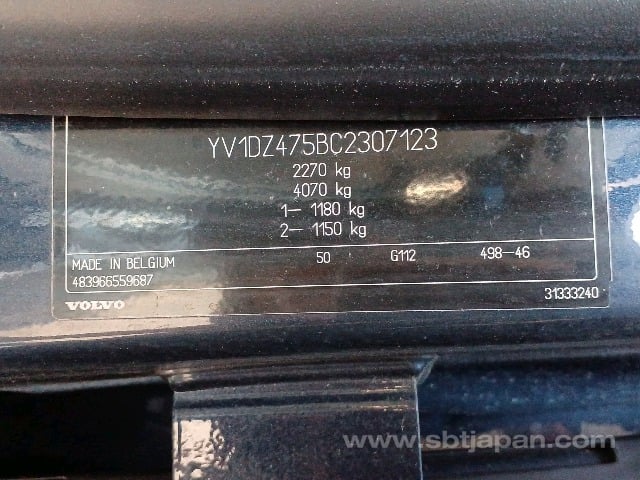 YV1DZ475BC2307123
2270 kg
4070 kg
1- 1180 kg
2- 1150 kg
MADE IN BELGIUM 50 G112 498-46
483966559687
VOLVO 31333240
www.sbtjapan.com